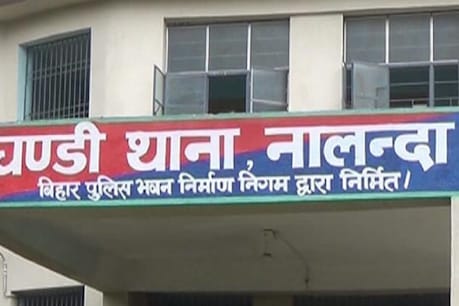 चण्डी थाना, नालन्दा
बिहार पुलिस भवन निर्माण निगम द्वारा निर्मित।